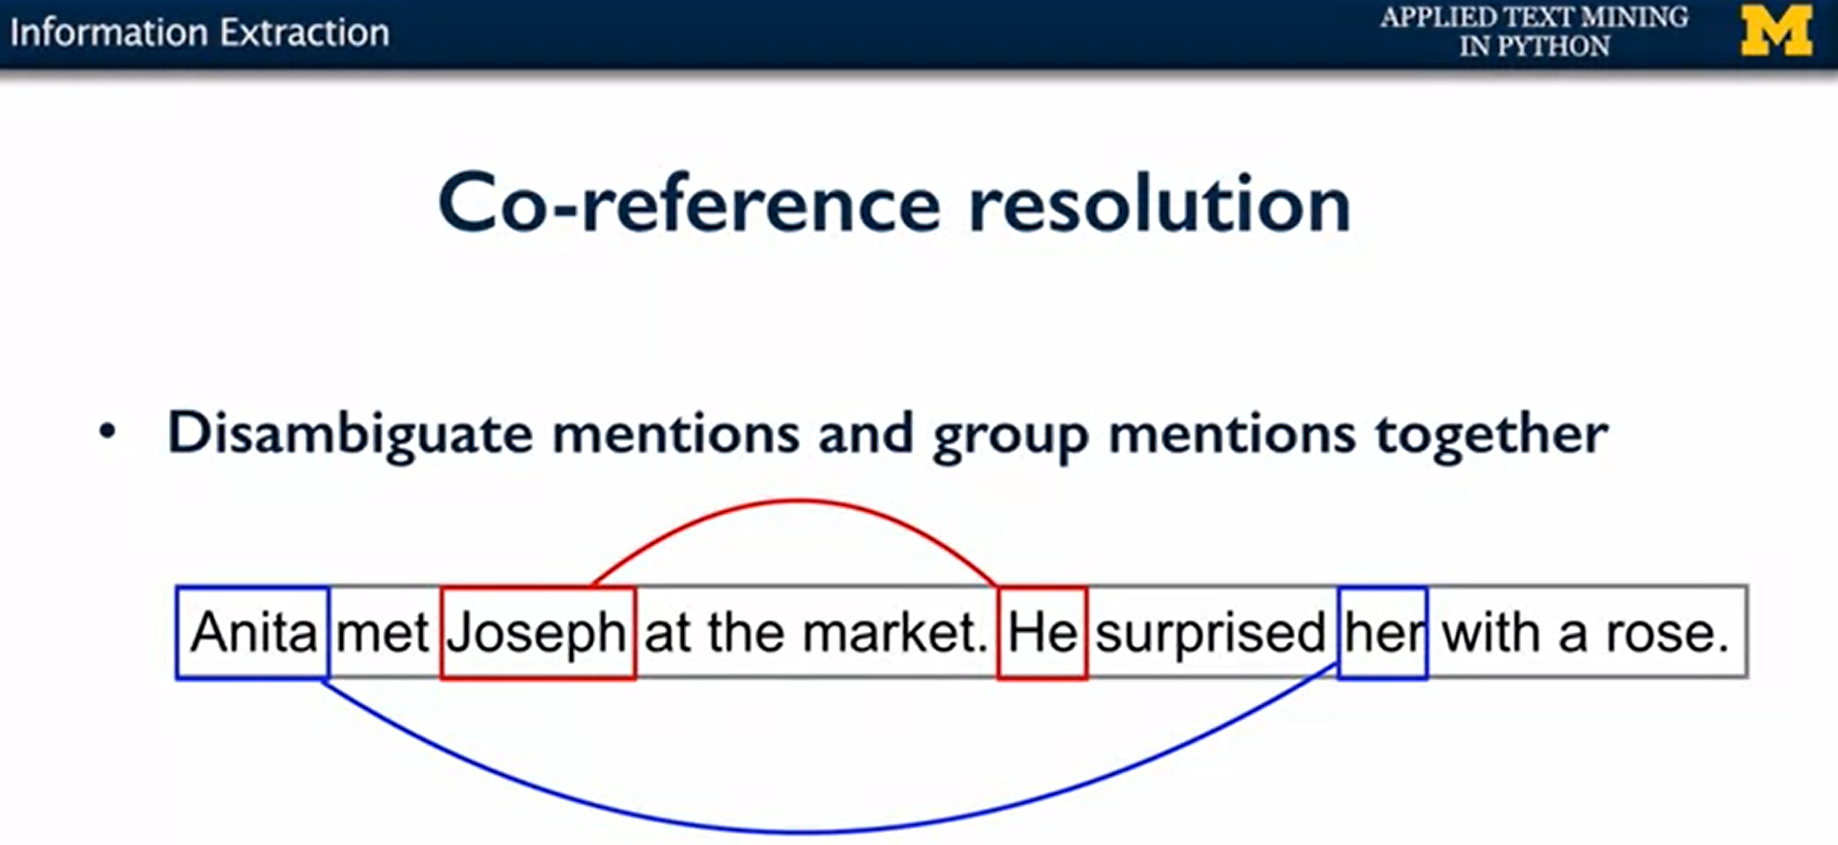 Information Extraction
APPLIED TEXT MINING
IN PYTHON
M
Co-reference resolution
• Disambiguate mentions and group mentions together
Anita met Joseph at the market. He surprised her with a rose.